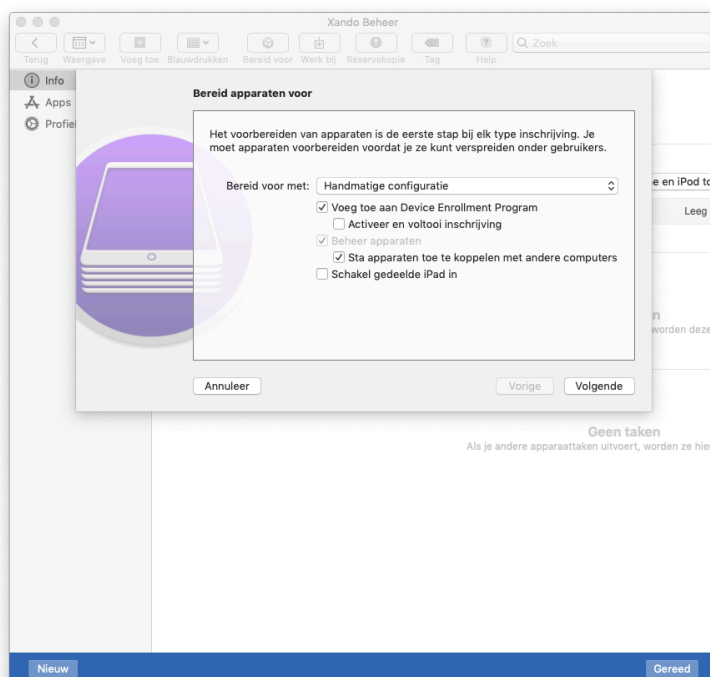 Xando Beheer
Zoek
Terug Weergave Voeg toe Blauwdrukken Bereid voor Werk bij Reservekopie Tag Help
Info
Apps
Profiel
Bereid apparaten voor
Het voorbereiden van apparaten is de eerste stap bij elk type inschrijving. Je
moet apparaten voorbereiden voordat je ze kunt verspreiden onder gebruikers.
Bereid voor met: Handmatige configuratie
e en iPod to
Voeg toe aan Device Enrollment Program
Leeg
Activeer en voltooi inschrijving
Beheer apparaten
Sta apparaten toe te koppelen met andere computers
Schakel gedeelde iPad in
n
worden deze
Annuleer Vorige Volgende
Geen taken
Als je andere apparaattaken uitvoert, worden ze hier
Nieuw Gereed